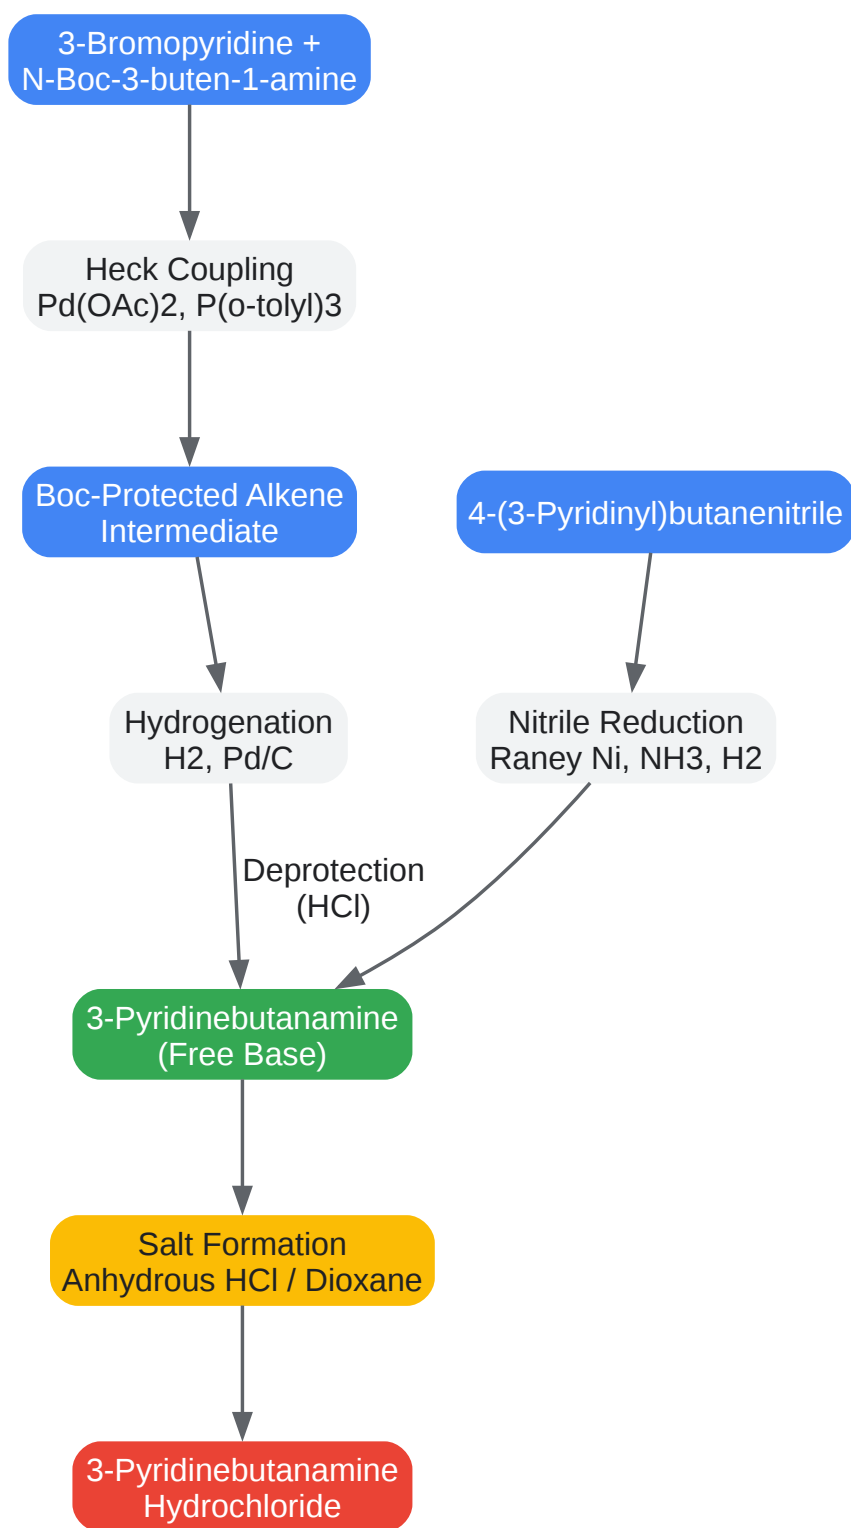 3-Bromopyridine +
N-Boc-3-buten-1-amine
Heck Coupling
Pd(OAc)2, P(o-tolyl)3
Boc-Protected Alkene
Intermediate
4-(3-Pyridinyl)butanenitrile
Hydrogenation
H2, Pd/C
Nitrile Reduction
Raney Ni, NH3, H2
Deprotection
(HCl)
3-Pyridinebutanamine
(Free Base)
Salt Formation
Anhydrous HCl / Dioxane
3-Pyridinebutanamine
Hydrochloride